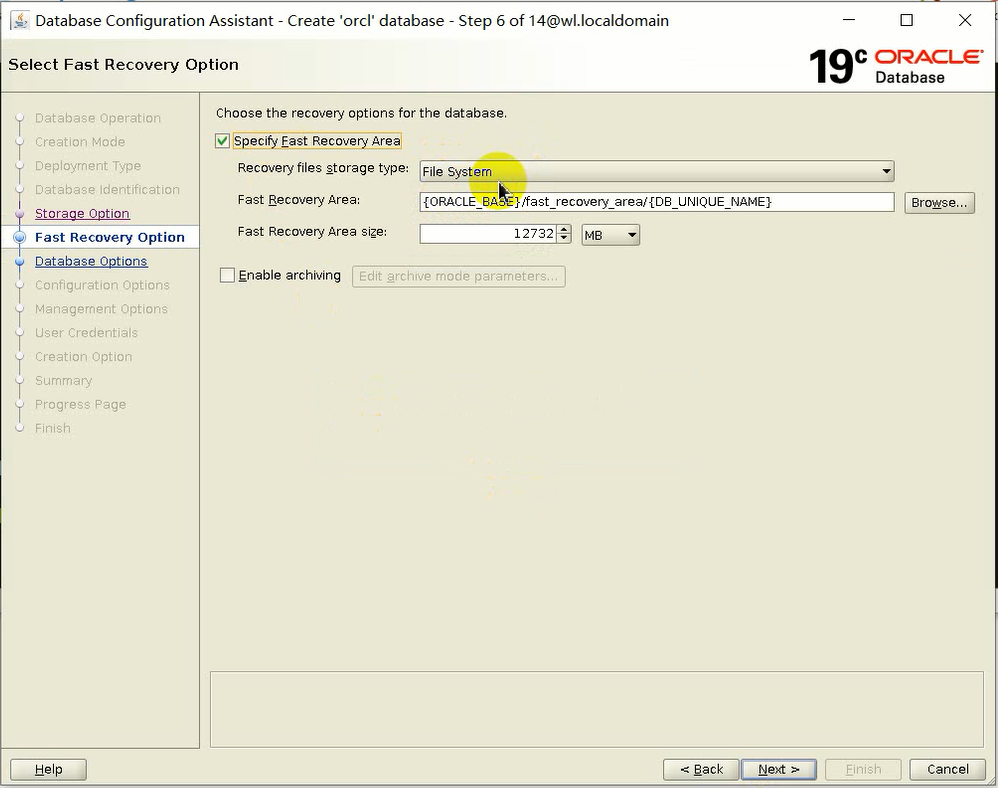 Database Configuration Assistant - Create 'orcl' database - Step 6 of 14@wl.localdomain
Select Fast Recovery Option
19c ORACLE
Database
Database Operation
Creation Mode
Deployment Type
Database Identification
Storage Option
Fast Recovery Option
Database Options
Configuration Options
Management Options
User Credentials
Creation Option
Summary
Progress Page
Finish
Choose the recovery options for the database.
Specify Fast Recovery Area
Recovery files storage type: File System
Fast Recovery Area: {ORACLE_BASE}/fast_recovery_area/{DB_UNIQUE_NAME} Browse...
Fast Recovery Area size: 12732 MB
Enable archiving Edit archive mode parameters...
Help < Back Next > Finish Cancel